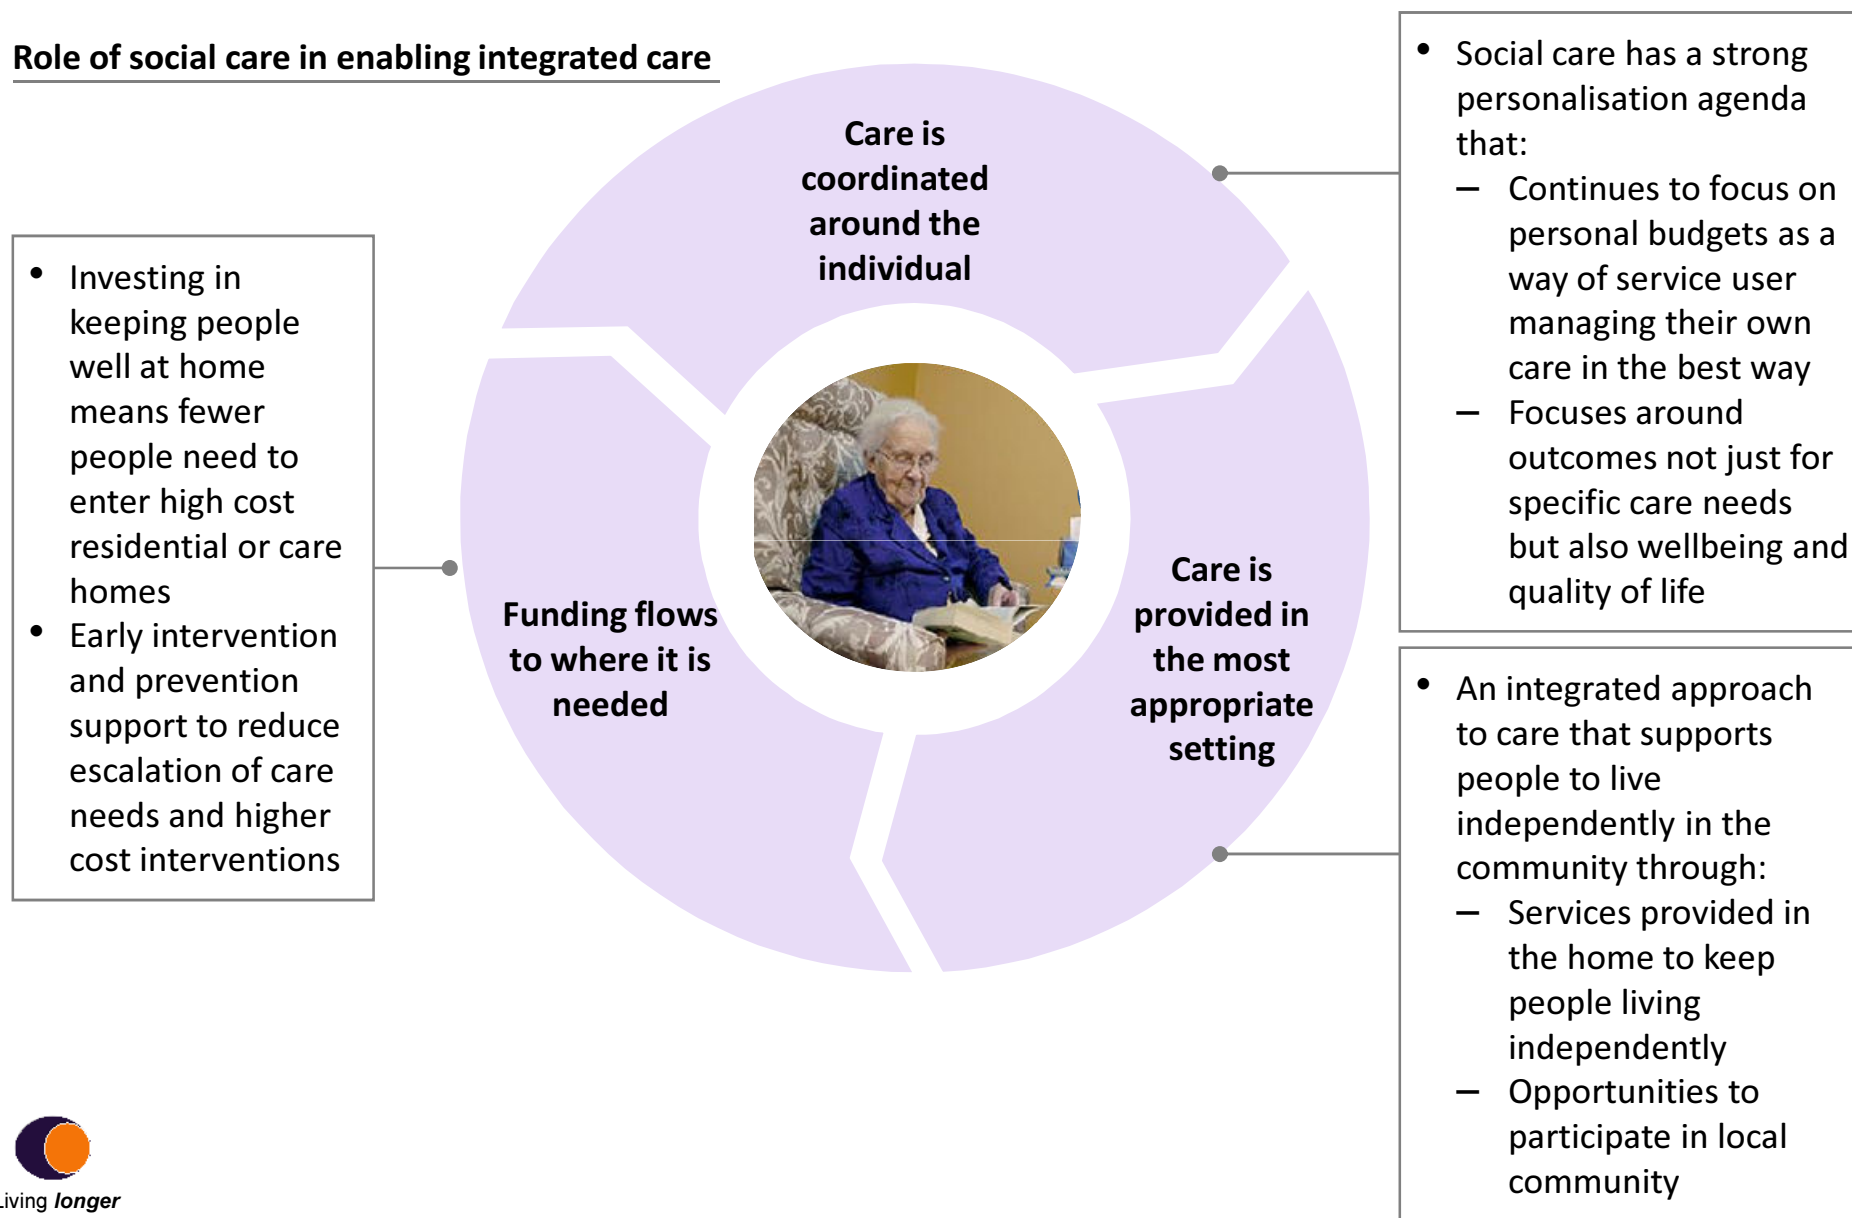 Role of social care in enabling integrated care
Care is
coordinated
around the
individual
• Social care has a strong
personalisation agenda
that:
– Continues to focus on
personal budgets as a
way of service user
managing their own
care in the best way
– Focuses around
outcomes not just for
specific care needs
but also wellbeing and
quality of life
• Investing in
keeping people
well at home
means fewer
people need to
enter high cost
residential or care
homes
• Early intervention
and prevention
support to reduce
escalation of care
needs and higher
cost interventions
Funding flows
to where it is
needed
Care is
provided in
the most
appropriate
setting
• An integrated approach
to care that supports
people to live
independently in the
community through:
– Services provided in
the home to keep
people living
independently
– Opportunities to
participate in local
community
Living longer